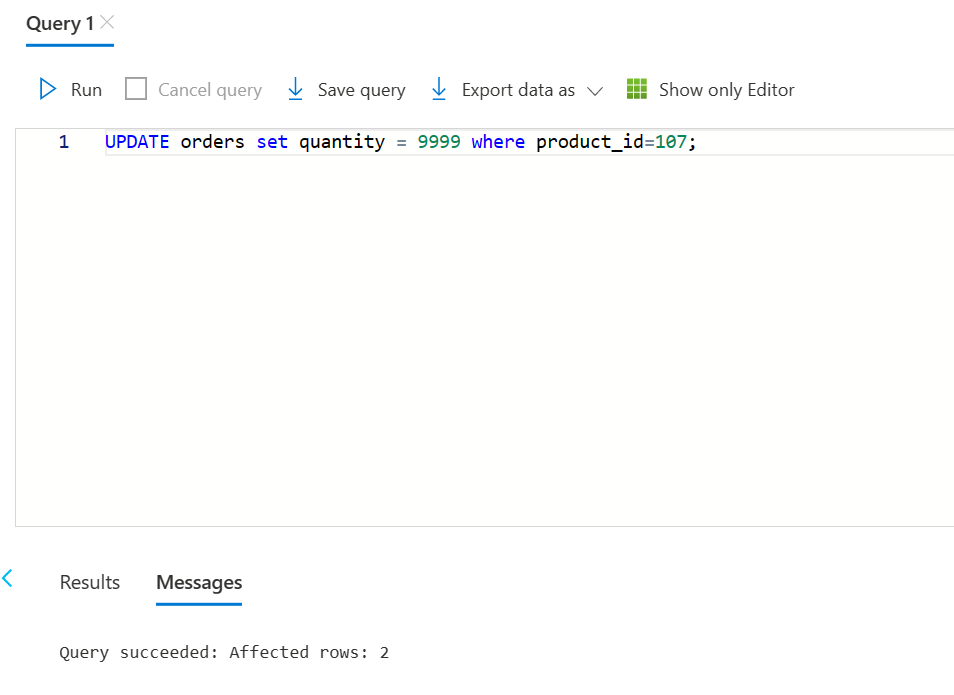 Query 1
Run Cancel query Save query Export data as Show only Editor
1 UPDATE orders set quantity = 9999 where product_id=107;
Results Messages
Query succeeded: Affected rows: 2